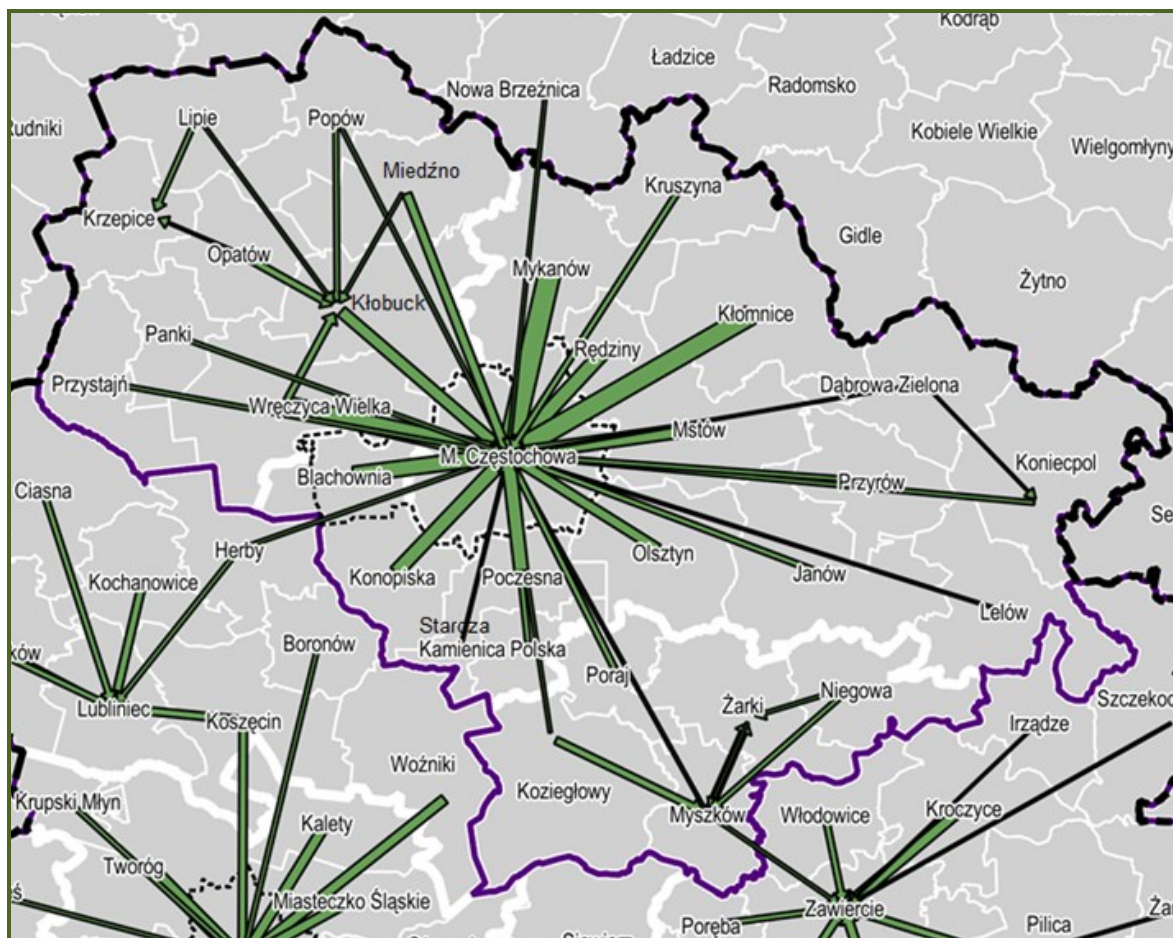 Kodrąb
Ładzice
Nowa Brzeźnica
Radomsko
Lipie
Popów
Rudniki
Kobiele Wielkie
Wielgomłyny
Miedźno
Kruszyna
Krzepice
Gidle
Opatów
Mykanów
Żytno
Kłobuck
Kłomnice
Panki
Rędziny
Przystajń
Dąbrowa Zielona
Wręczyca Wielka
Mstów
M. Częstochowa
Koniecpol
Blachownia
Przyrów
Ciasna
Herby
Olsztyn
Kochanowice
Konopiska
Poczesna
Janów
Lelów
Starcza
Boronów
Kamienica Polska
Poraj
Niegowa
Żarki
Lubliniec
Koszęcin
Irządze
Woźniki
Koziegłowy
Krupski Młyn
Kroczyce
Myszków
Włodowice
Kalety
Tworóg
Miasteczko Śląskie
Zawiercie
Poręba
Pilica